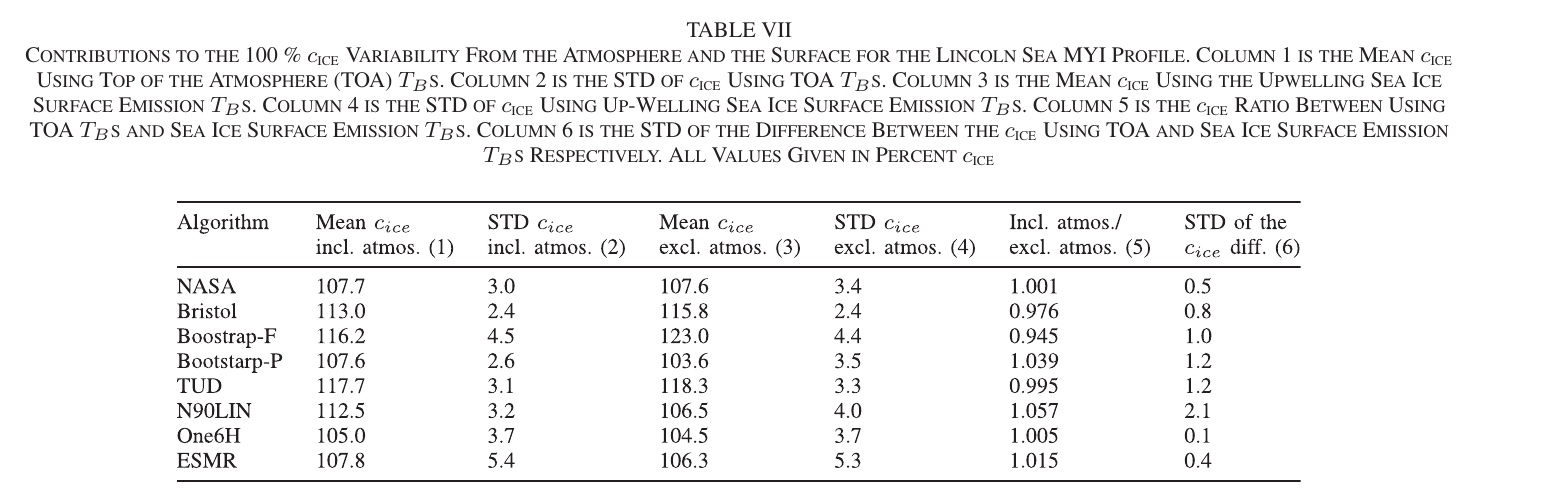 TABLE VII
CONTRIBUTIONS TO THE 100 % cICE VARIABILITY FROM THE ATMOSPHERE AND THE SURFACE FOR THE LINCOLN SEA MYI PROFILE. COLUMN 1 IS THE MEAN cICE
USING TOP OF THE ATMOSPHERE (TOA) TBS. COLUMN 2 IS THE STD OF cICE USING TOA TBS. COLUMN 3 IS THE MEAN cICE USING THE UPWELLING SEA ICE
SURFACE EMISSION TBS. COLUMN 4 IS THE STD OF cICE USING UP-WELLING SEA ICE SURFACE EMISSION TBS. COLUMN 5 IS THE cICE RATIO BETWEEN USING
TOA TBS AND SEA ICE SURFACE EMISSION TBS. COLUMN 6 IS THE STD OF THE DIFFERENCE BETWEEN THE cICE USING TOA AND SEA ICE SURFACE EMISSION
TBS RESPECTIVELY. ALL VALUES GIVEN IN PERCENT cICE
Algorithm Mean cice STD cice Mean cice STD cice Incl. atmos./ STD of the
incl. atmos. (1) incl. atmos. (2) excl. atmos. (3) excl. atmos. (4) excl. atmos. (5) cice diff. (6)
NASA 107.7 3.0 107.6 3.4 1.001 0.5
Bristol 113.0 2.4 115.8 2.4 0.976 0.8
Boostrap-F 116.2 4.5 123.0 4.4 0.945 1.0
Bootstarp-P 107.6 2.6 103.6 3.5 1.039 1.2
TUD 117.7 3.1 118.3 3.3 0.995 1.2
N90LIN 112.5 3.2 106.5 4.0 1.057 2.1
One6H 105.0 3.7 104.5 3.7 1.005 0.1
ESMR 107.8 5.4 106.3 5.3 1.015 0.4